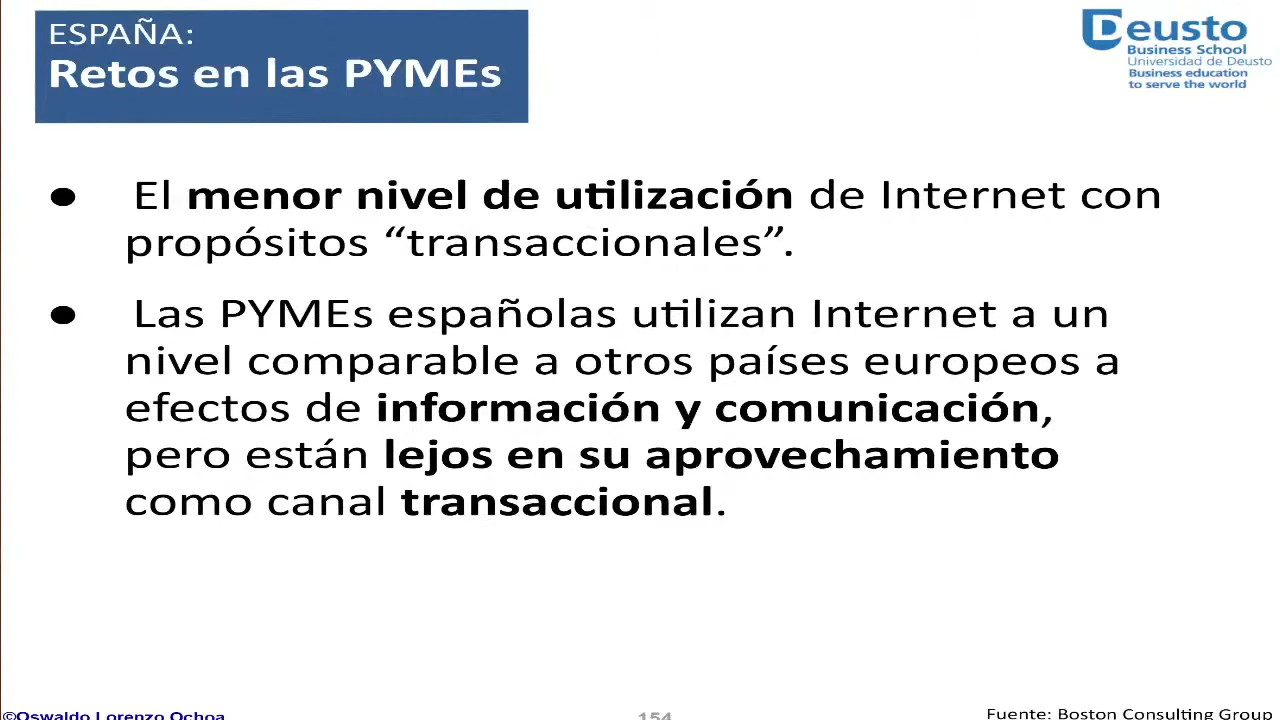 ESPAÑA:
Retos en las PYMEs
Deusto
Business School
Universidad de Deusto
Business education
to serve the world
● El menor nivel de utilización de Internet con
propósitos “transaccionales”.
● Las PYMEs españolas utilizan Internet a un
nivel comparable a otros países europeos a
efectos de información y comunicación,
pero están lejos en su aprovechamiento
como canal transaccional.
©Oswaldo Lorenzo Ochoa
154
Fuente: Boston Consulting Group